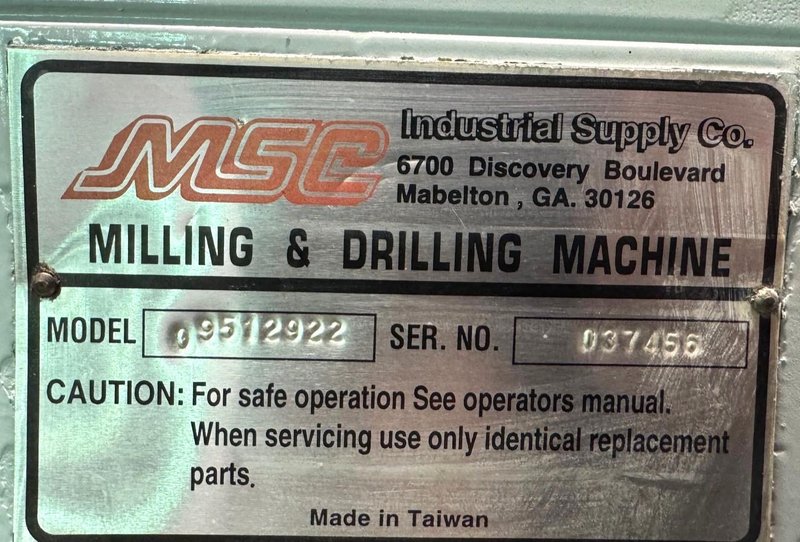 MSC Industrial Supply Co.
6700 Discovery Boulevard
Mabelton , GA. 30126
MILLING & DRILLING MACHINE
MODEL 09512922 SER. NO. 037456
CAUTION: For safe operation See operators manual.
When servicing use only identical replacement
parts.
Made in Taiwan